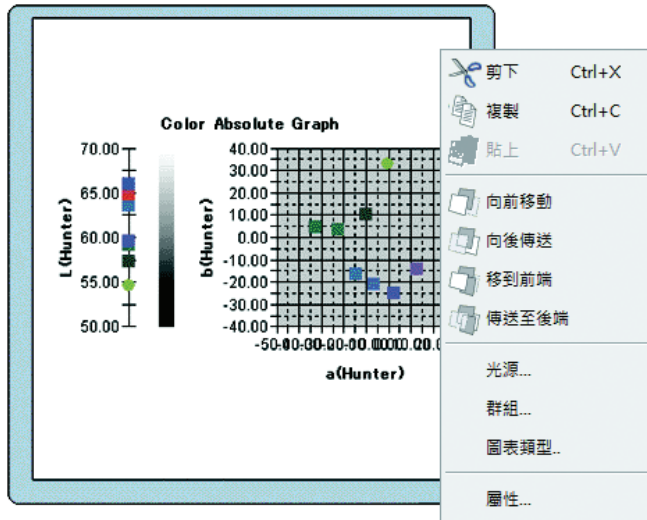 Color Absolute Graph
70.00
65.00
60.00
55.00
50.00
L(Hunter)
40.00
30.00
20.00
10.00
0.00
-10.00
-20.00
-30.00
-40.00
b(Hunter)
a(Hunter)
剪下 Ctrl+X
複製 Ctrl+C
貼上 Ctrl+V
向前移動
向後傳送
移到前端
傳送至後端
光源...
群組...
圖表類型..
屬性...